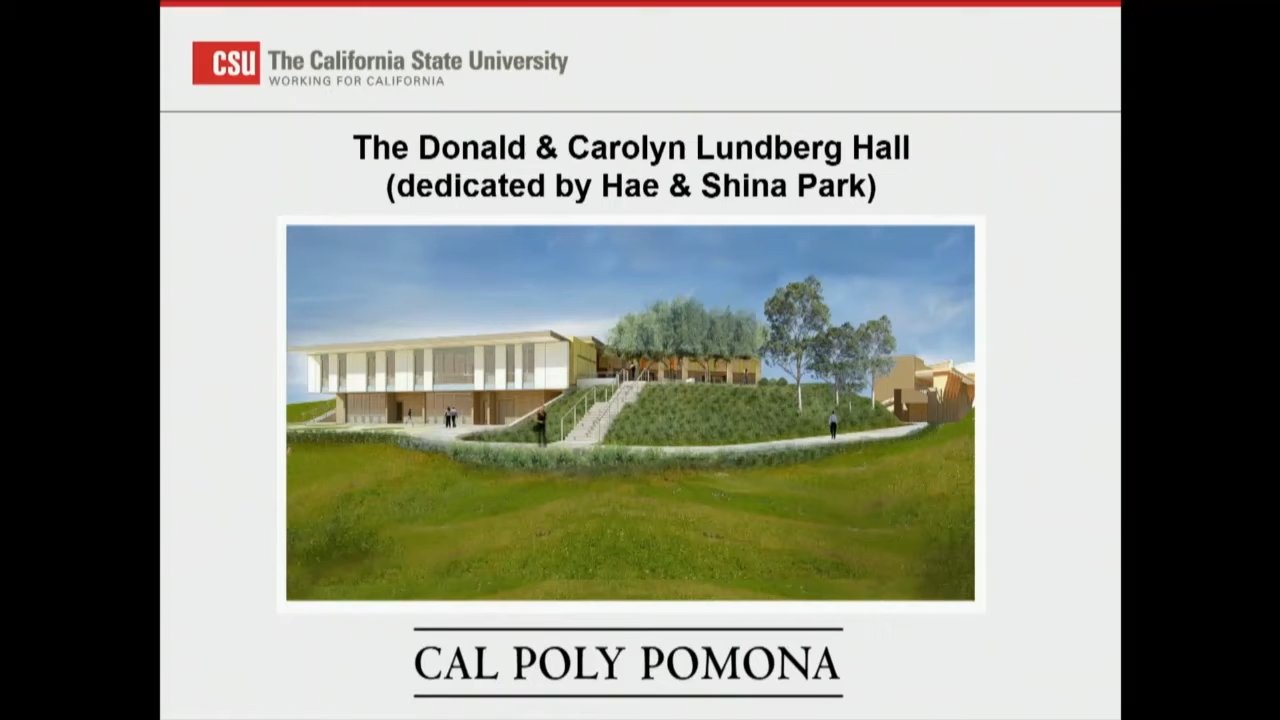 CSU The California State University
WORKING FOR CALIFORNIA
The Donald & Carolyn Lundberg Hall
(dedicated by Hae & Shina Park)
CAL POLY POMONA